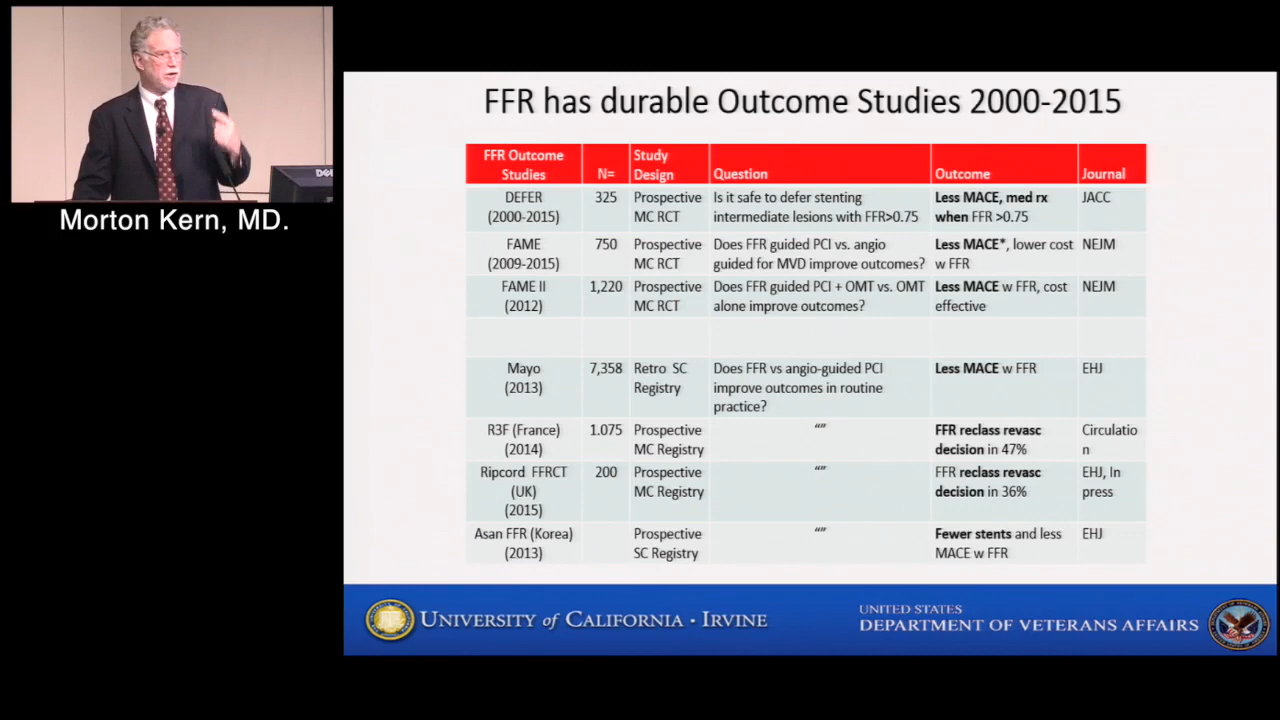 DELL
Morton Kern, MD.
FFR has durable Outcome Studies 2000-2015
FFR Outcome
Studies
N=
Study
Design
Question
Outcome
Journal
DEFER
(2000-2015)
325
Prospective
MC RCT
Is it safe to defer stenting
intermediate lesions with FFR>0.75
Less MACE, med rx
when FFR >0.75
JACC
FAME
(2009-2015)
750
Prospective
MC RCT
Does FFR guided PCI vs. angio
guided for MVD improve outcomes?
Less MACE*, lower cost
w FFR
NEJM
FAME II
(2012)
1,220
Prospective
MC RCT
Does FFR guided PCI + OMT vs. OMT
alone improve outcomes?
Less MACE w FFR, cost
effective
NEJM
Mayo
(2013)
7,358
Retro SC
Registry
Does FFR vs angio-guided PCI
improve outcomes in routine
practice?
Less MACE w FFR
EHJ
R3F (France)
(2014)
1.075
Prospective
MC Registry
“”
FFR reclass revasc
decision in 47%
Circulatio
n
Ripcord FFRCT
(UK)
(2015)
200
Prospective
MC Registry
“”
FFR reclass revasc
decision in 36%
EHJ, In
press
Asan FFR (Korea)
(2013)
Prospective
SC Registry
“”
Fewer stents and less
MACE w FFR
EHJ
UNIVERSITY of CALIFORNIA • IRVINE
UNITED STATES
DEPARTMENT OF VETERANS AFFAIRS